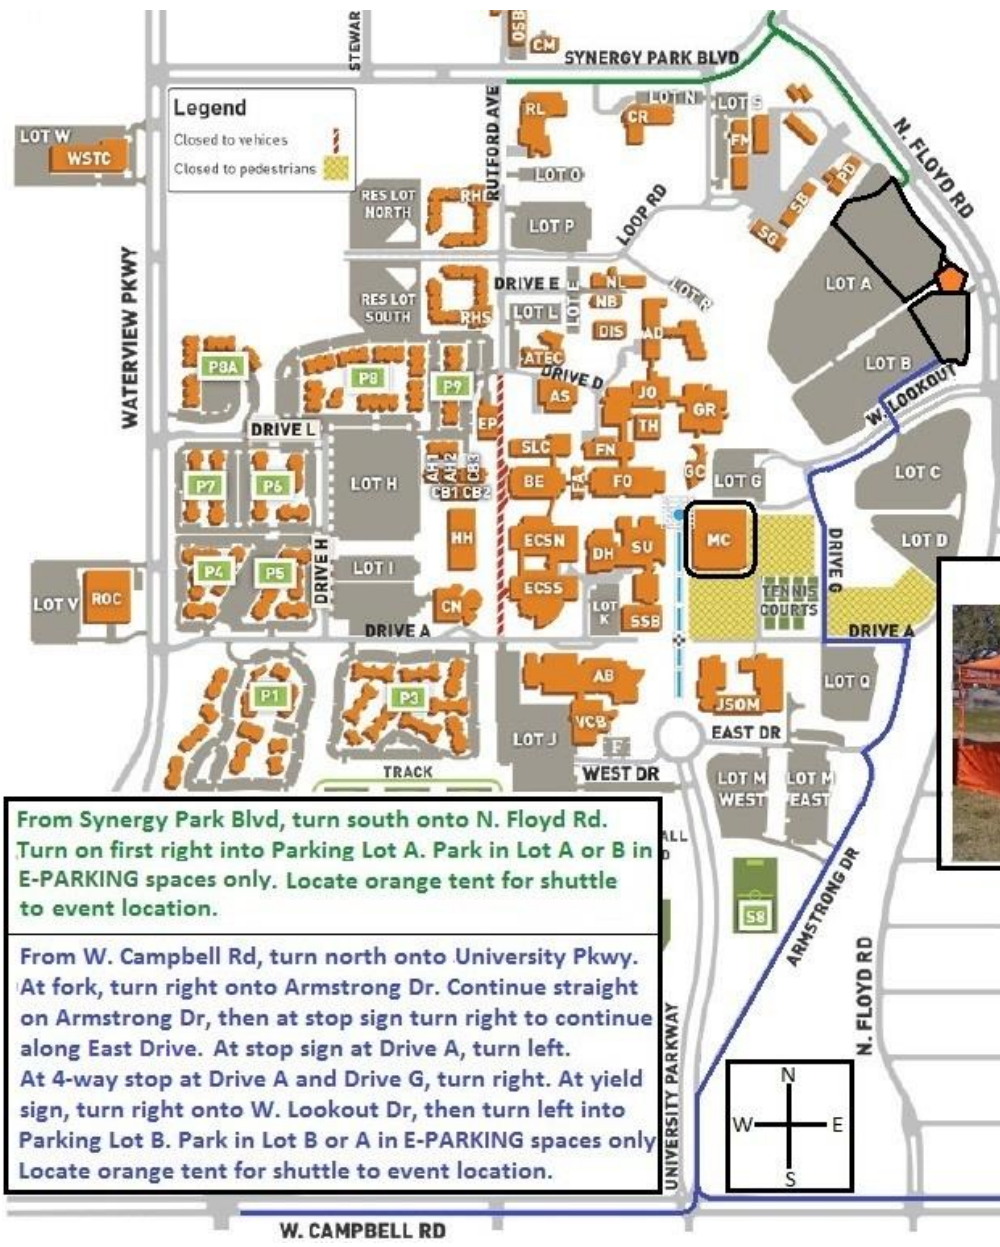 OSB
CM
STEWAR
SYNERGY PARK BLVD
Legend
Closed to vehices
Closed to pedestrians
LOT W
WSTC
RUTFORD AVE
RL
LOT N
LOT S
CR
FM
N. FLOYD RD
LOT O
PD
RES LOT
NORTH
LOOP RD
SB
LOT P
SG
WATERVIEW PKWY
DRIVE E
NL
LOT R
LOT A
RES LOT
SOUTH
LOT E
NB
RHS
LOT L
DIS
AD
ATEC
P8A
P8
P9
DRIVE D
LOT B
W. LOOKOUT
AS
JO
GR
EP
TH
DRIVE L
SLC
FN
P7
P6
LOT H
AH1
AH2
CB3
CB1
CB2
BE
FA
FO
GC
LOT G
LOT C
HH
ECSN
DH
SU
MC
DRIVE G
LOT D
P4
P5
DRIVE H
LOT I
ECSS
TENNIS
COURTS
LOT V
ROC
CN
LOT
K
SSB
DRIVE A
DRIVE A
P1
P3
AB
JSOM
LOT Q
VCB
EAST DR
LOT J
F
TRACK
WEST DR
LOT M
WEST
LOT M
EAST
From Synergy Park Blvd, turn south onto N. Floyd Rd.
Turn on first right into Parking Lot A. Park in Lot A or B in
E-PARKING spaces only. Locate orange tent for shuttle
to event location.
ALL
D
S8
ARMSTRONG DR
From W. Campbell Rd, turn north onto University Pkwy.
At fork, turn right onto Armstrong Dr. Continue straight
on Armstrong Dr, then at stop sign turn right to continue
along East Drive. At stop sign at Drive A, turn left.
At 4-way stop at Drive A and Drive G, turn right. At yield
sign, turn right onto W. Lookout Dr, then turn left into
Parking Lot B. Park in Lot B or A in E-PARKING spaces only
Locate orange tent for shuttle to event location.
UNIVERSITY PARKWAY
N. FLOYD RD
N
W
E
S
W. CAMPBELL RD